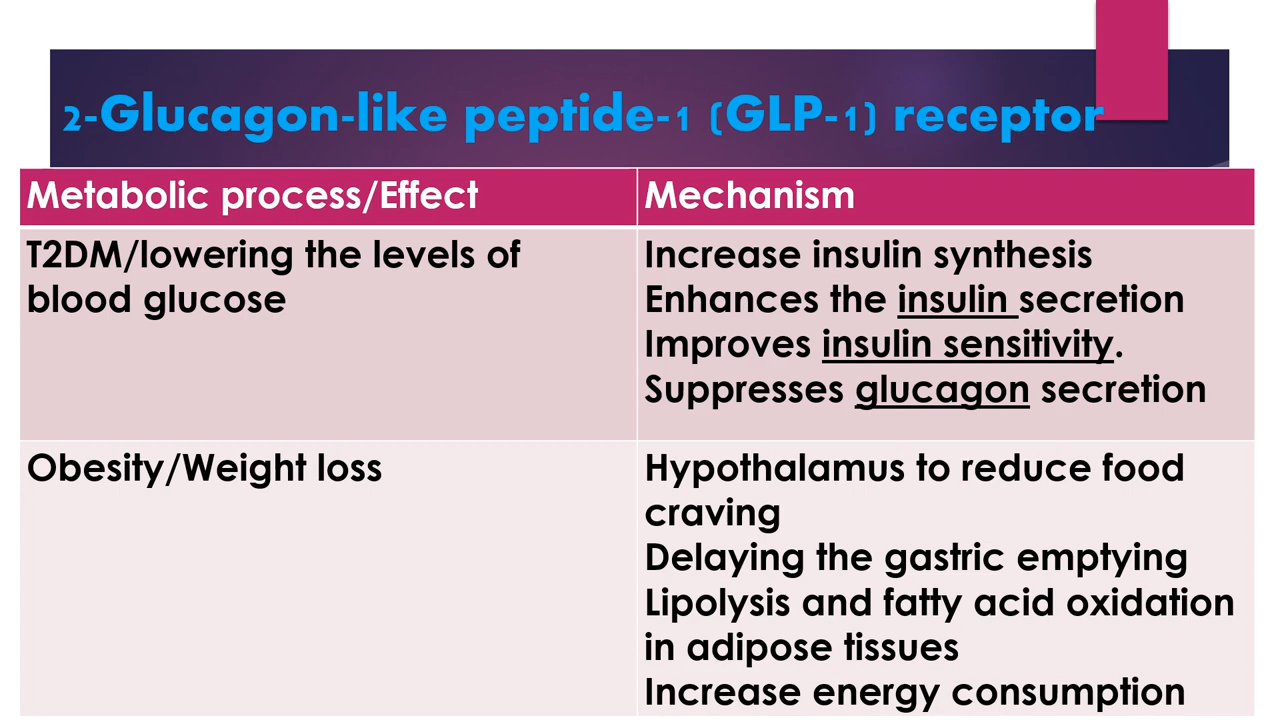 2-Glucagon-like peptide-1 (GLP-1) receptor
Metabolic process/Effect
Mechanism
T2DM/lowering the levels of
blood glucose
Increase insulin synthesis
Enhances the insulin secretion
Improves insulin sensitivity.
Suppresses glucagon secretion
Obesity/Weight loss
Hypothalamus to reduce food
craving
Delaying the gastric emptying
Lipolysis and fatty acid oxidation
in adipose tissues
Increase energy consumption